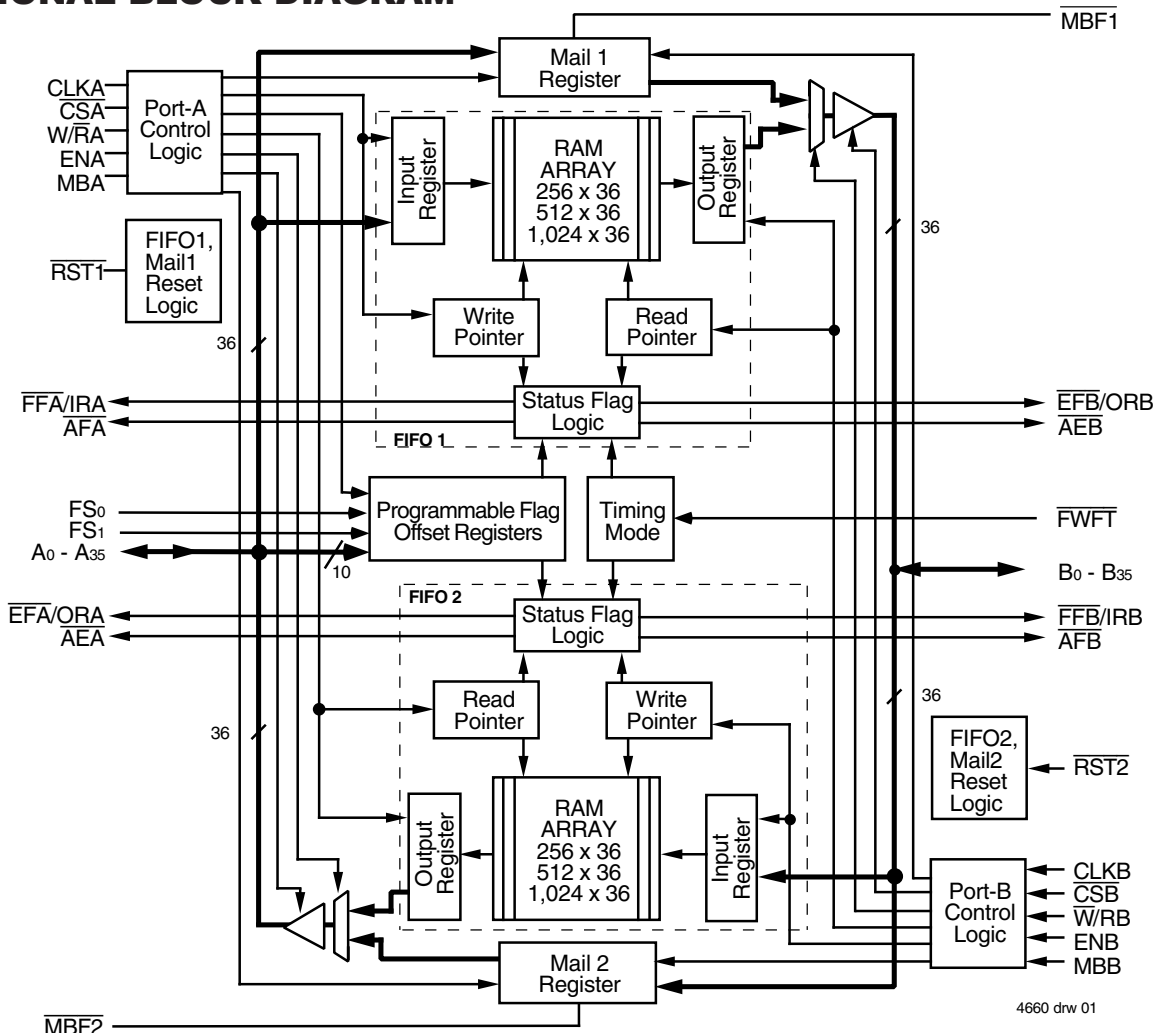 IONAL BLOCK DIAGRAM
MBF1
Mail 1
Register
CLKA
CSA
W/RA
ENA
MBA
Port-A
Control
Logic
RST1
FIFO1,
Mail1
Reset
Logic
Input
Register
RAM
ARRAY
256 x 36
512 x 36
1,024 x 36
Output
Register
36
Write
Pointer
Read
Pointer
36
FFA/IRA
AFA
Status Flag
Logic
EFB/ORB
AEB
FIFO 1
FS0
FS1
A0 - A35
Programmable Flag
Offset Registers
Timing
Mode
FWFT
10
B0 - B35
FIFO 2
EFA/ORA
AEA
Status Flag
Logic
FFB/IRB
AFB
36
Read
Pointer
Write
Pointer
36
FIFO2,
Mail2
Reset
Logic
RST2
Output
Register
RAM
ARRAY
256 x 36
512 x 36
1,024 x 36
Input
Register
Port-B
Control
Logic
CLKB
CSB
W/RB
ENB
MBB
Mail 2
Register
4660 drw 01
MBF2